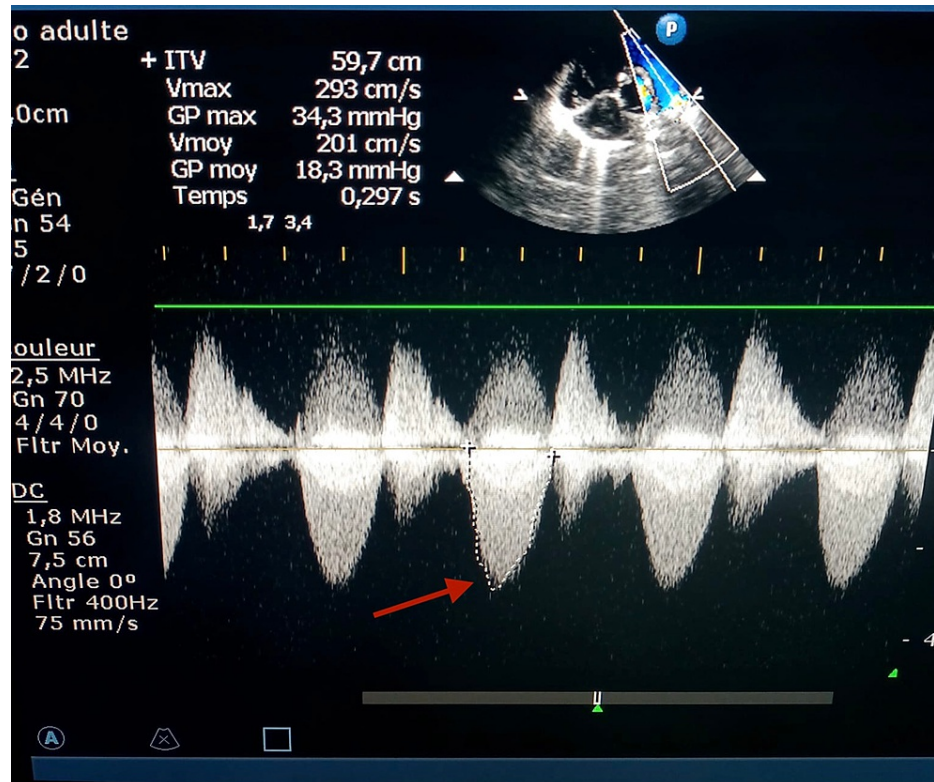 o adulte
2
,0cm
Gén
n 54
5
/2/0
ouleur
2,5 MHz
Gn 70
4/4/0
Fltr Moy.
DC
1,8 MHz
Gn 56
7,5 cm
Angle 0º
Fltr 400Hz
75 mm/s
+ ITV 59,7 cm
Vmax 293 cm/s
GP max 34,3 mmHg
Vmoy 201 cm/s
GP moy 18,3 mmHg
Temps 0,297 s
1,7 3,4
P
- 4
A
X